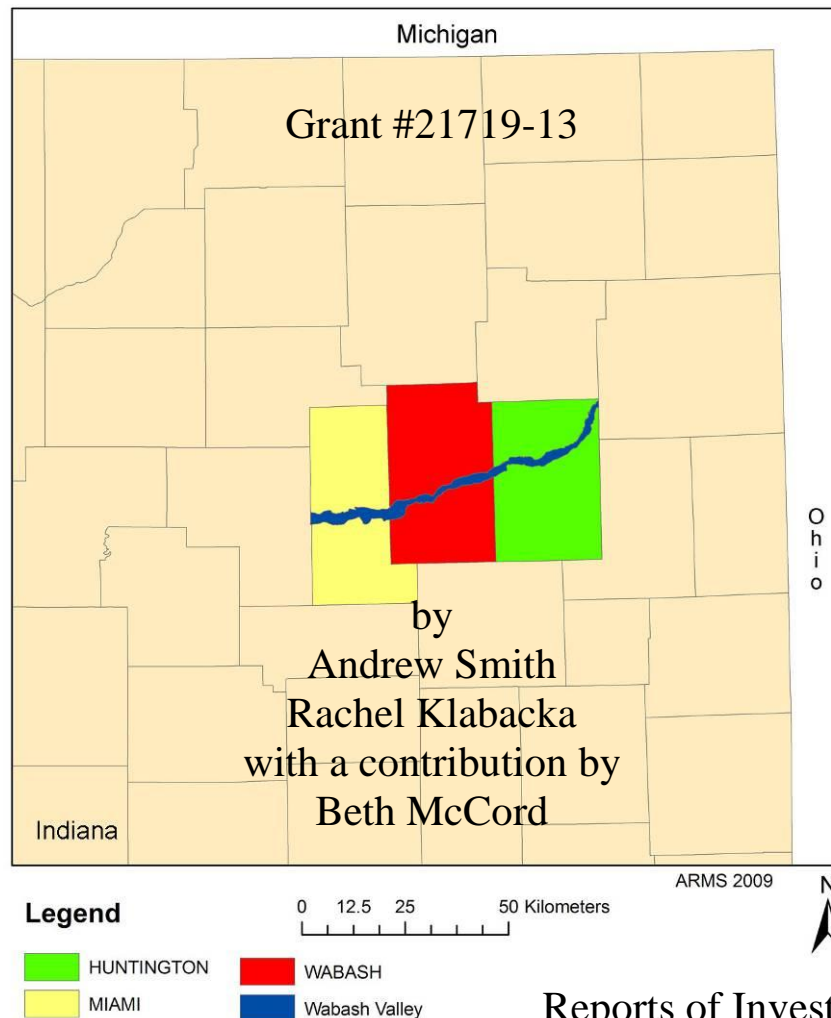 Michigan
Grant #21719-13
Ohio
by
Andrew Smith
Rachel Klabacka
with a contribution by
Beth McCord
Indiana
ARMS 2009
N
Legend
0 12.5 25 50 Kilometers
HUNTINGTON
WABASH
MIAMI
Wabash Valley
Reports of Invest